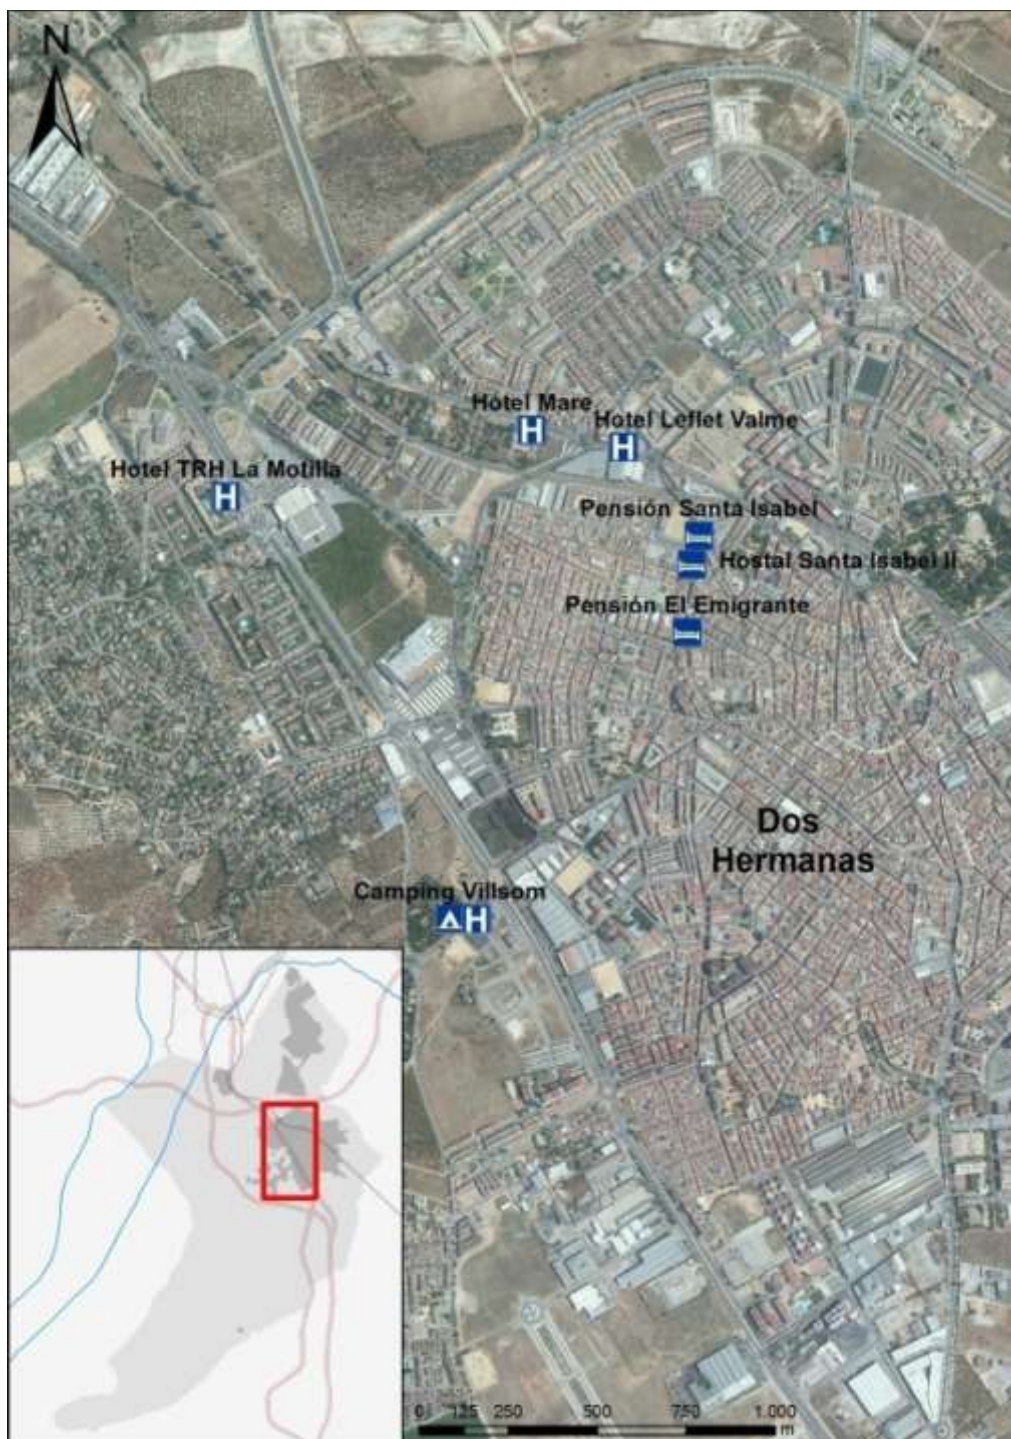 N
Hotel Mare
Hotel Leflet Valme
Hotel TRH La Motilla
H
H
H
Pensión Santa Isabel
Hostal Santa Isabel II
Pensión El Emigrante
Dos
Hermanas
Camping Villsom
H
0 125 250 500 750 1.000
m